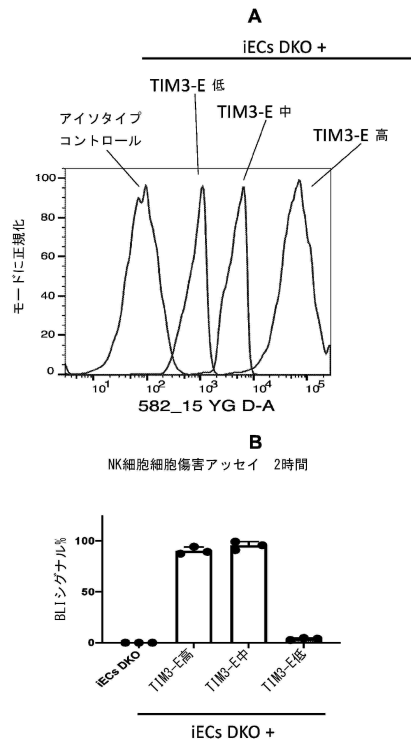 A
iECs DKO +
TIM3-E 低
TIM3-E 中
アイソタイプ
コントロール
TIM3-E 高
モードに正規化
100
80
60
40
20
0
10¹ 10² 10³ 10⁴ 10⁵
582_15 YG D-A
B
NK細胞細胞傷害アッセイ 2時間
BLIシグナル%
100
50
0
iECs DKO
TIM3-E高
TIM3-E中
TIM3-E低
iECs DKO +